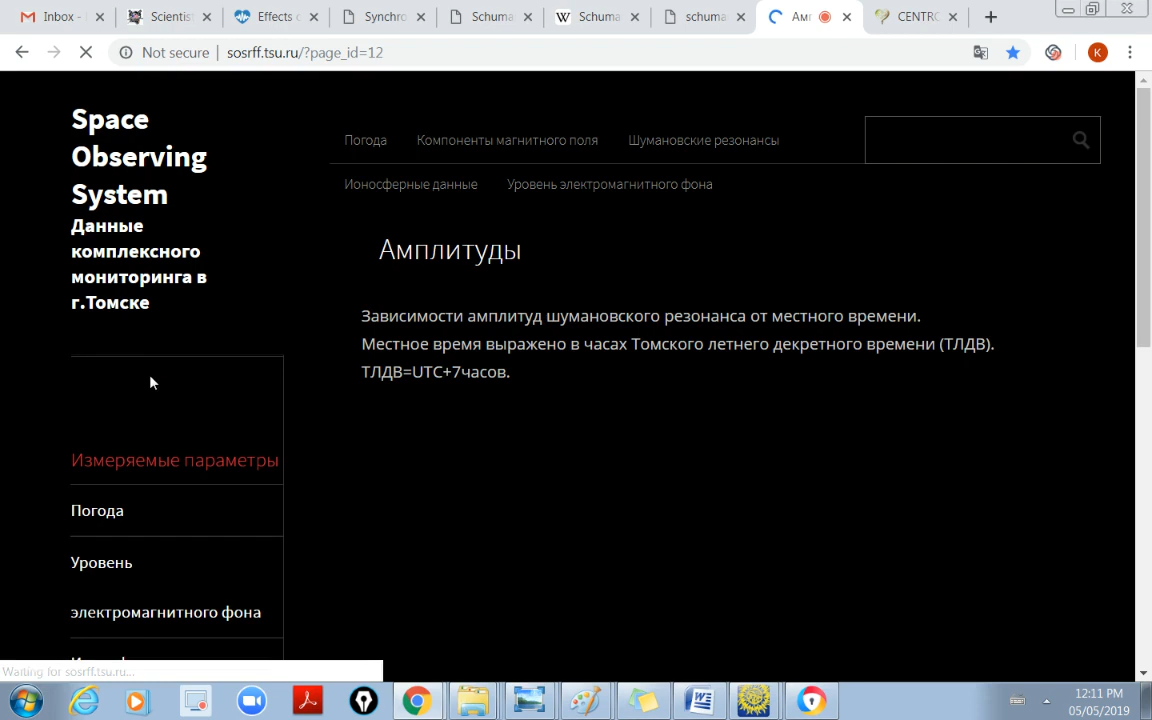 Inbox -
Scientis
Effects c
Synchro
Schuma
Schuma
schuma
Амп
CENTRO
Not secure
sosrff.tsu.ru/?page_id=12
K
Space
Observing
System
Данные
комплексного
мониторинга в
г.Томске
Погода
Компоненты магнитного поля
Шумановские резонансы
Ионосферные данные
Уровень электромагнитного фона
Амплитуды
Зависимости амплитуд шумановского резонанса от местного времени.
Местное время выражено в часах Томского летнего декретного времени (ТЛДВ).
ТЛДВ=UTC+7часов.
Измеряемые параметры
Погода
Уровень
электромагнитного фона
Waiting for sosrff.tsu.ru...
12:11 PM
05/05/2019